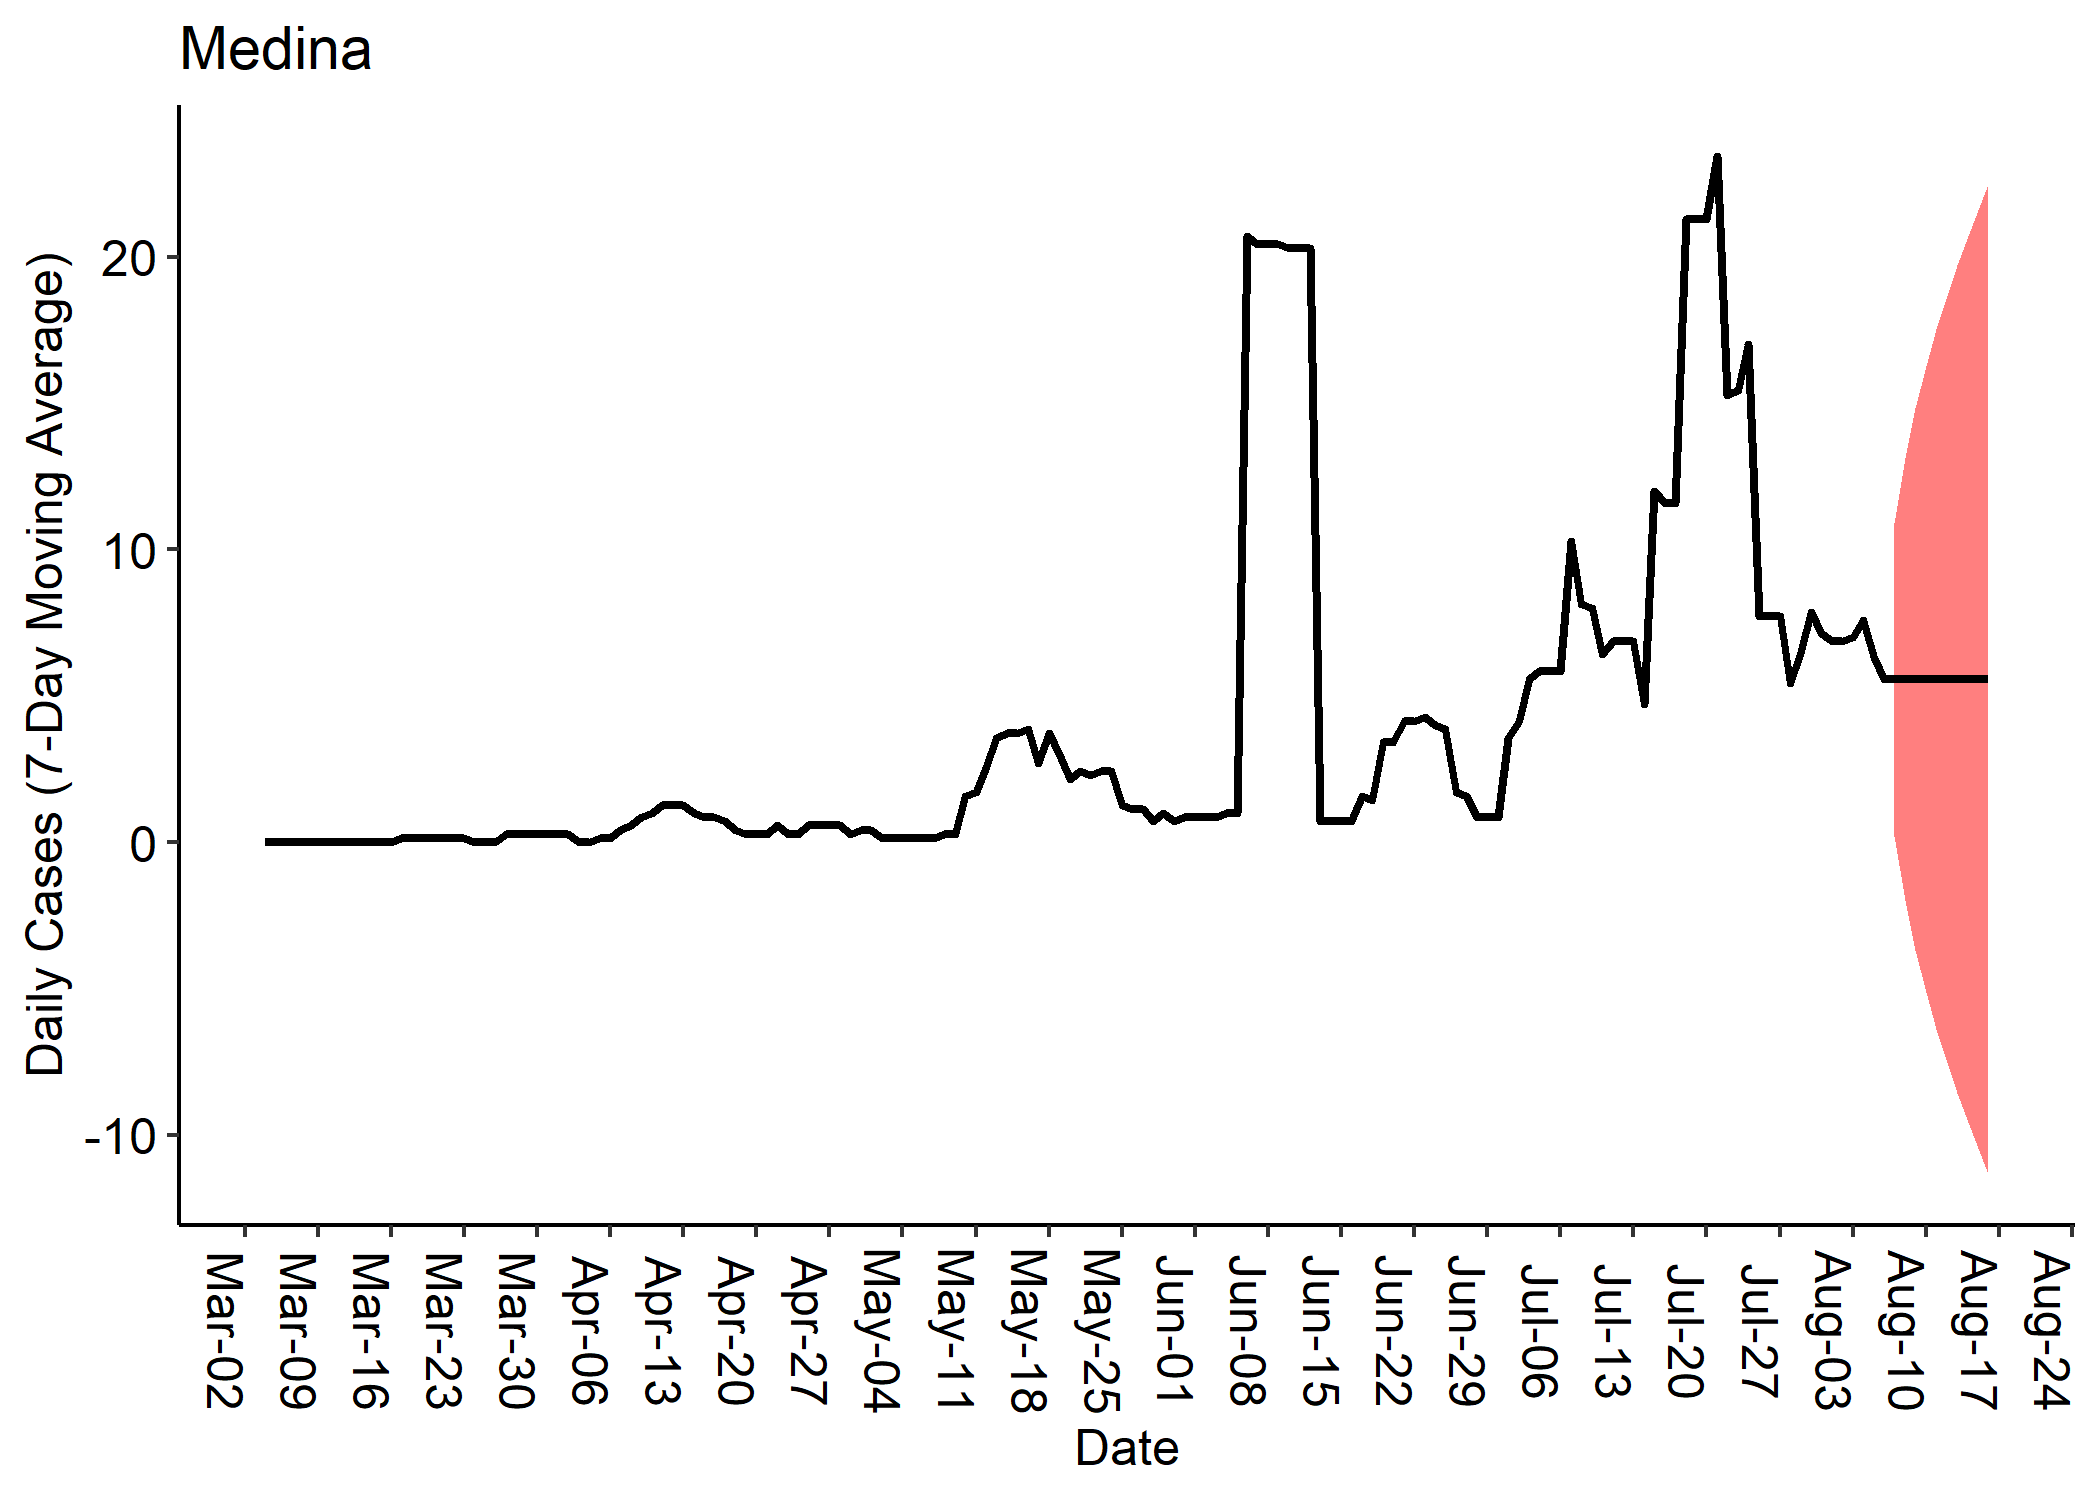 Medina
Daily Cases (7-Day Moving Average)
20
10
0
-10
Mar-02
Mar-09
Mar-16
Mar-23
Mar-30
Apr-06
Apr-13
Apr-20
Apr-27
May-04
May-11
May-18
May-25
Jun-01
Jun-08
Jun-15
Jun-22
Jun-29
Jul-06
Jul-13
Jul-20
Jul-27
Aug-03
Aug-10
Aug-17
Aug-24
Date